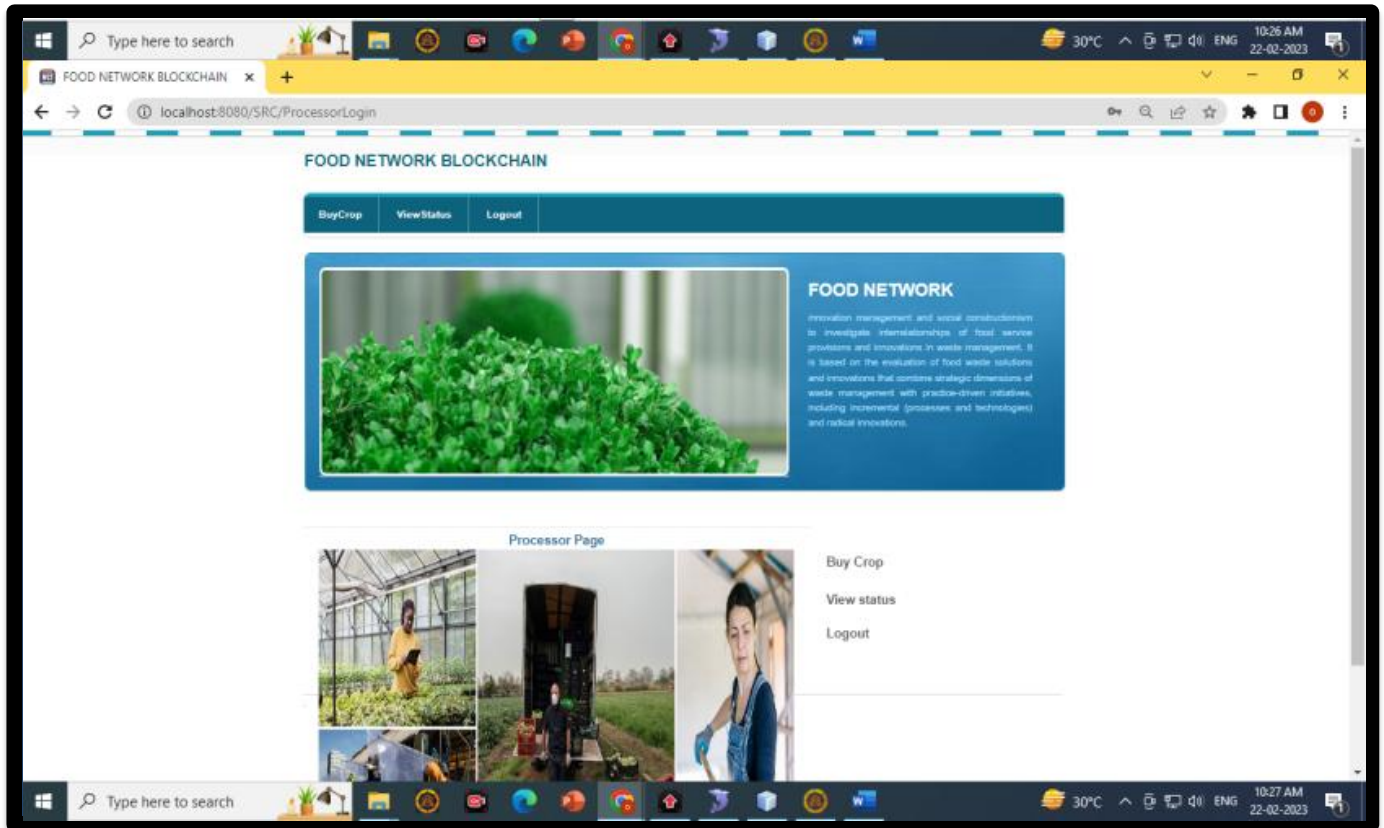 Type here to search
30°C
ENG
10:26 AM
22-02-2023
FOOD NETWORK BLOCKCHAIN
localhost:8080/SRC/ProcessorLogin
FOOD NETWORK BLOCKCHAIN
BuyCrop ViewStatus Logout
FOOD NETWORK
Innovation management and social constructionism
to investigate interrelationships of food service
provisions and innovations in waste management. It
is based on the evaluation of food waste solutions
and innovations that combine strategic dimensions of
waste management with practice-driven initiatives,
including incremental (processes and technologies)
and radical innovations.
Processor Page
Buy Crop
View status
Logout
Type here to search
30°C
ENG
10:27 AM
22-02-2023